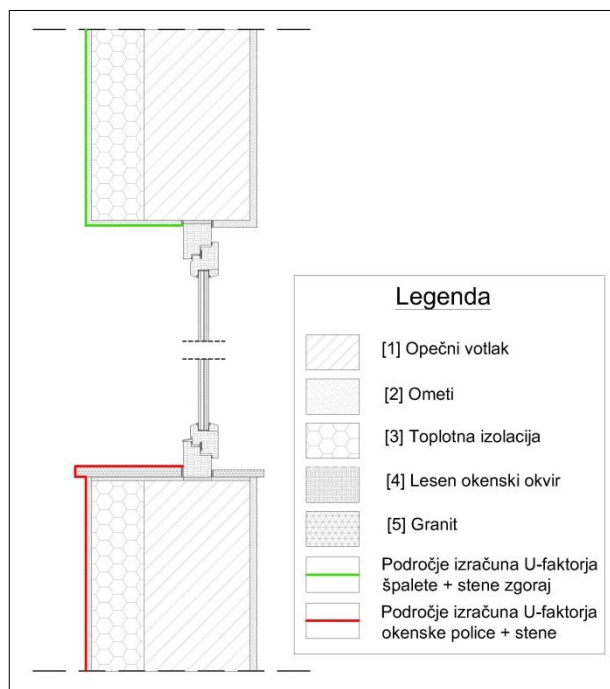 Legenda
[1] Opečni votlak
[2] Ometi
[3] Toplotna izolacija
[4] Lesen okenski okvir
[5] Granit
Področje izračuna U-faktorja
špalete + stene zgoraj
Področje izračuna U-faktorja
okenske police + stene